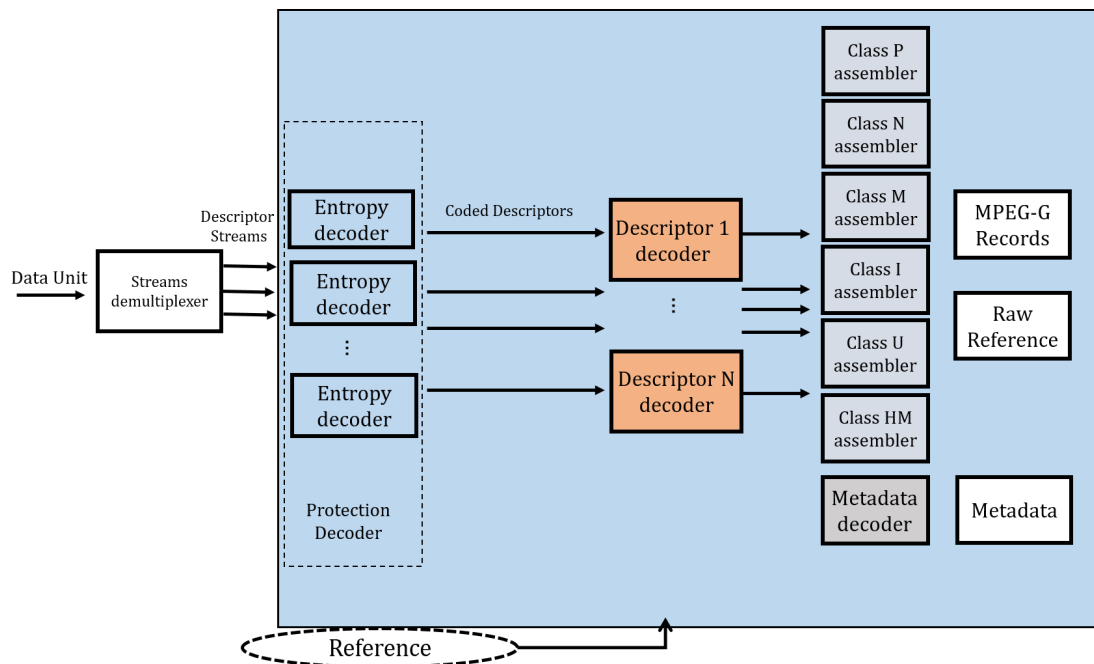 Data Unit
Streams
demultiplexer
Descriptor
Streams
Entropy
decoder
Entropy
decoder
⋮
Entropy
decoder
Protection
Decoder
Coded Descriptors
Descriptor 1
decoder
⋮
Descriptor N
decoder
Class P
assembler
Class N
assembler
Class M
assembler
Class I
assembler
Class U
assembler
Class HM
assembler
Metadata
decoder
MPEG-G
Records
Raw
Reference
Metadata
Reference